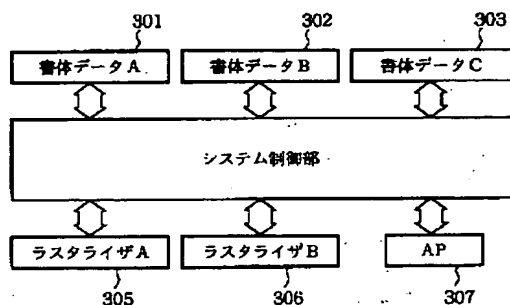 301 302 303
書体データA 書体データB 書体データC
システム制御部
ラスタライザA ラスタライザB AP
305 306 307